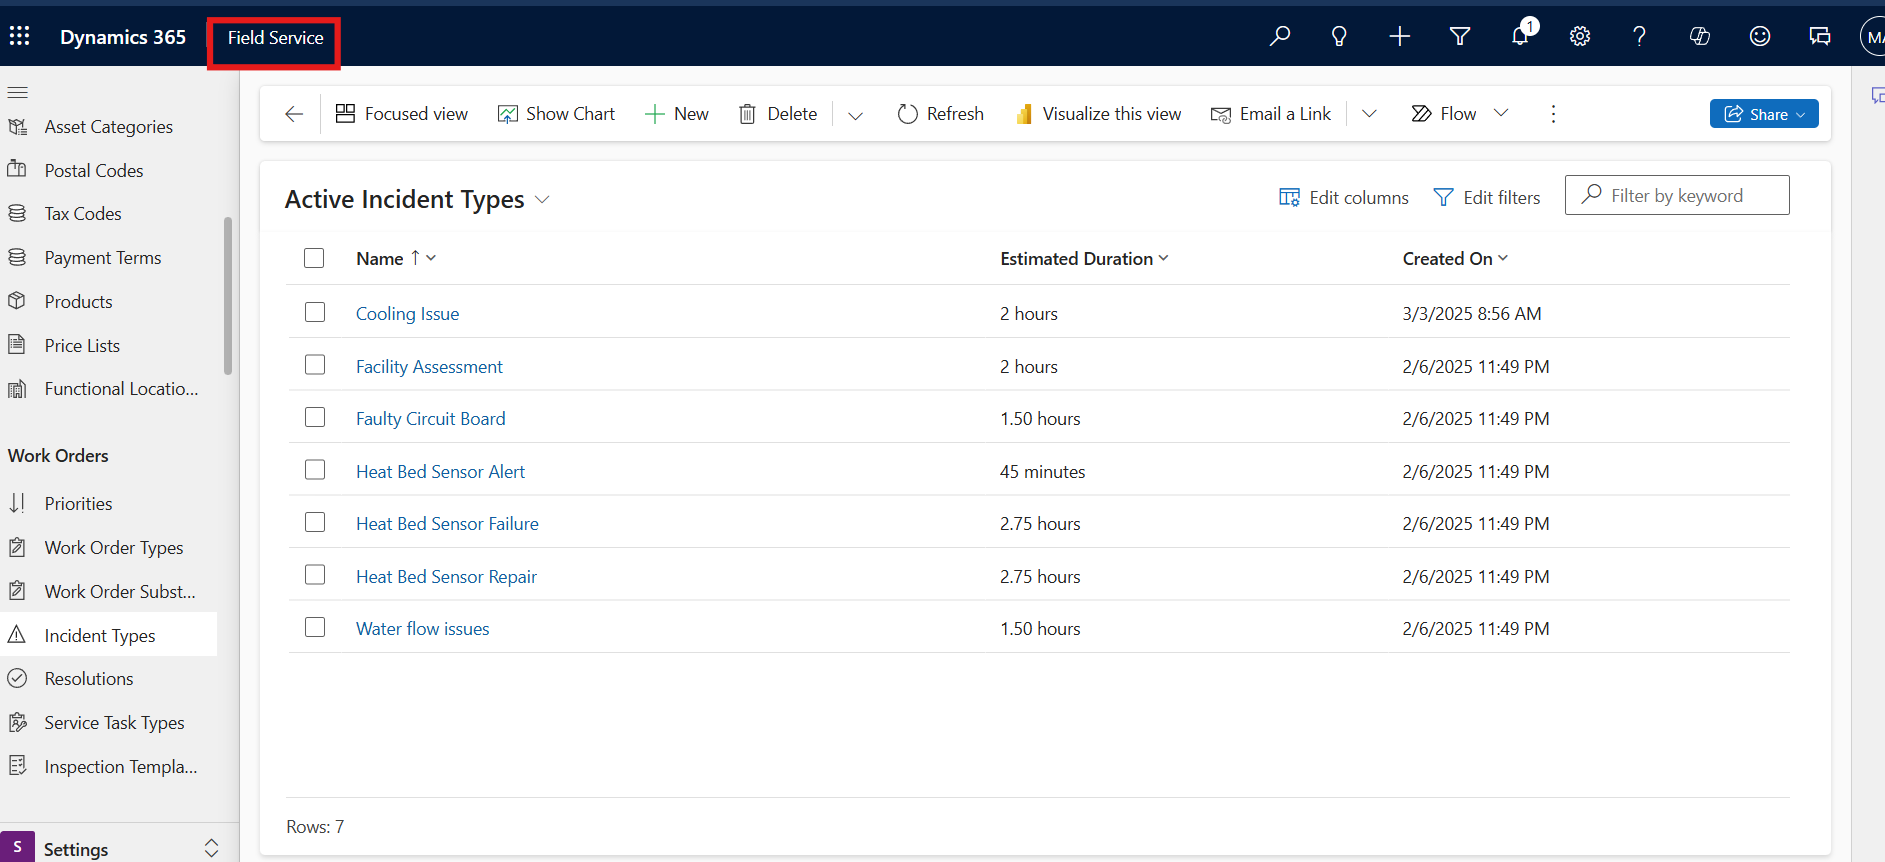 Dynamics 365
Field Service
1
MA
Asset Categories
Postal Codes
Tax Codes
Payment Terms
Products
Price Lists
Functional Locatio...
Work Orders
Priorities
Work Order Types
Work Order Subst...
Incident Types
Resolutions
Service Task Types
Inspection Templa...
S
Settings
Focused view
Show Chart
New
Delete
Refresh
Visualize this view
Email a Link
Flow
Share
Active Incident Types
Edit columns
Edit filters
Filter by keyword
Name Estimated Duration Created On
Cooling Issue 2 hours 3/3/2025 8:56 AM
Facility Assessment 2 hours 2/6/2025 11:49 PM
Faulty Circuit Board 1.50 hours 2/6/2025 11:49 PM
Heat Bed Sensor Alert 45 minutes 2/6/2025 11:49 PM
Heat Bed Sensor Failure 2.75 hours 2/6/2025 11:49 PM
Heat Bed Sensor Repair 2.75 hours 2/6/2025 11:49 PM
Water flow issues 1.50 hours 2/6/2025 11:49 PM
Rows: 7